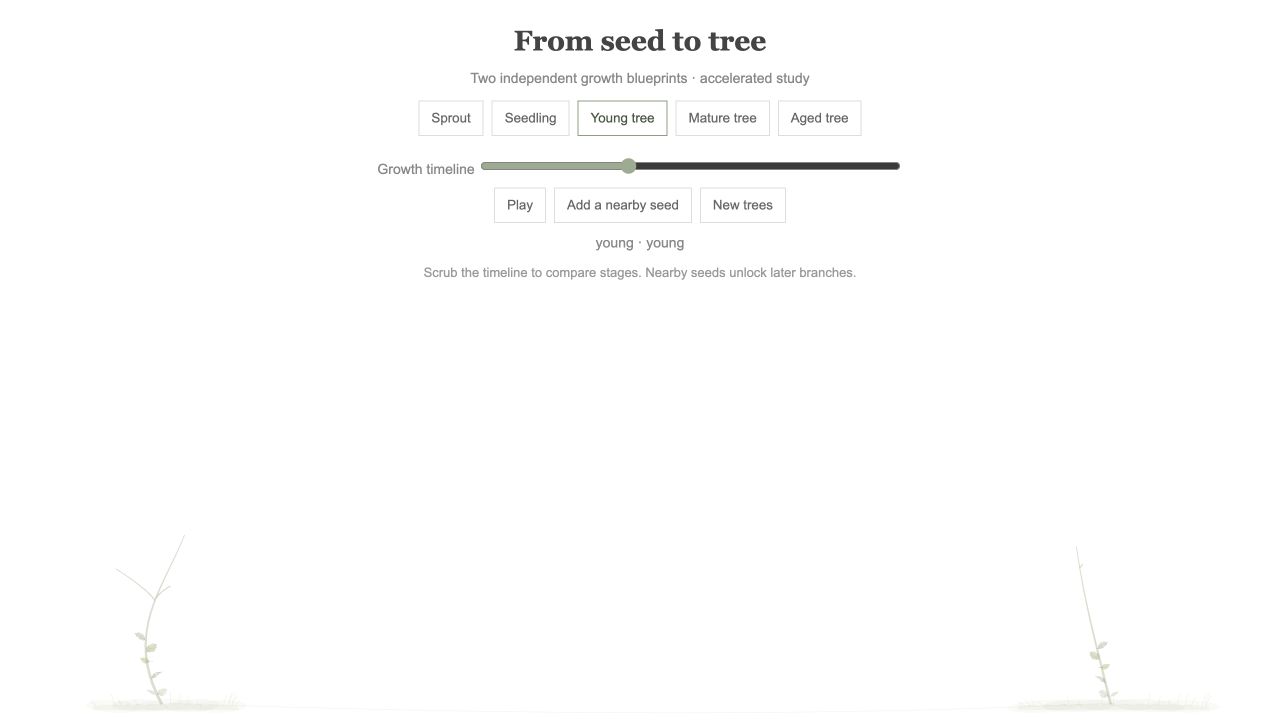 From seed to tree
Two independent growth blueprints · accelerated study
Sprout Seedling Young tree Mature tree Aged tree
Growth timeline
Play Add a nearby seed New trees
young · young
Scrub the timeline to compare stages. Nearby seeds unlock later branches.